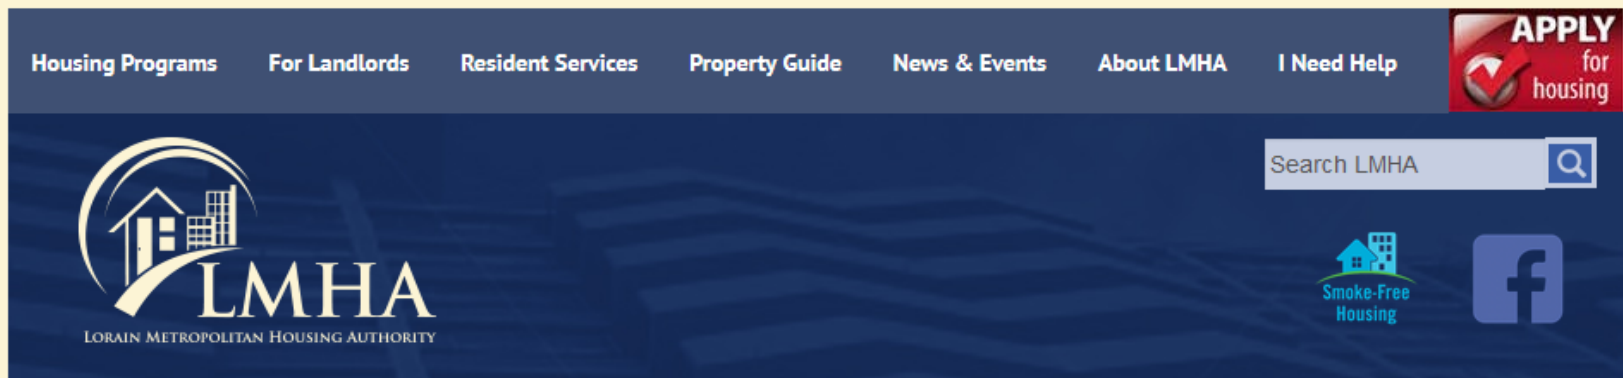 Housing Programs
For Landlords
Resident Services
Property Guide
News & Events
About LMHA
I Need Help
APPLY
for
housing
Search LMHA
LMHA
LORAIN METROPOLITAN HOUSING AUTHORITY
Smoke-Free
Housing
f